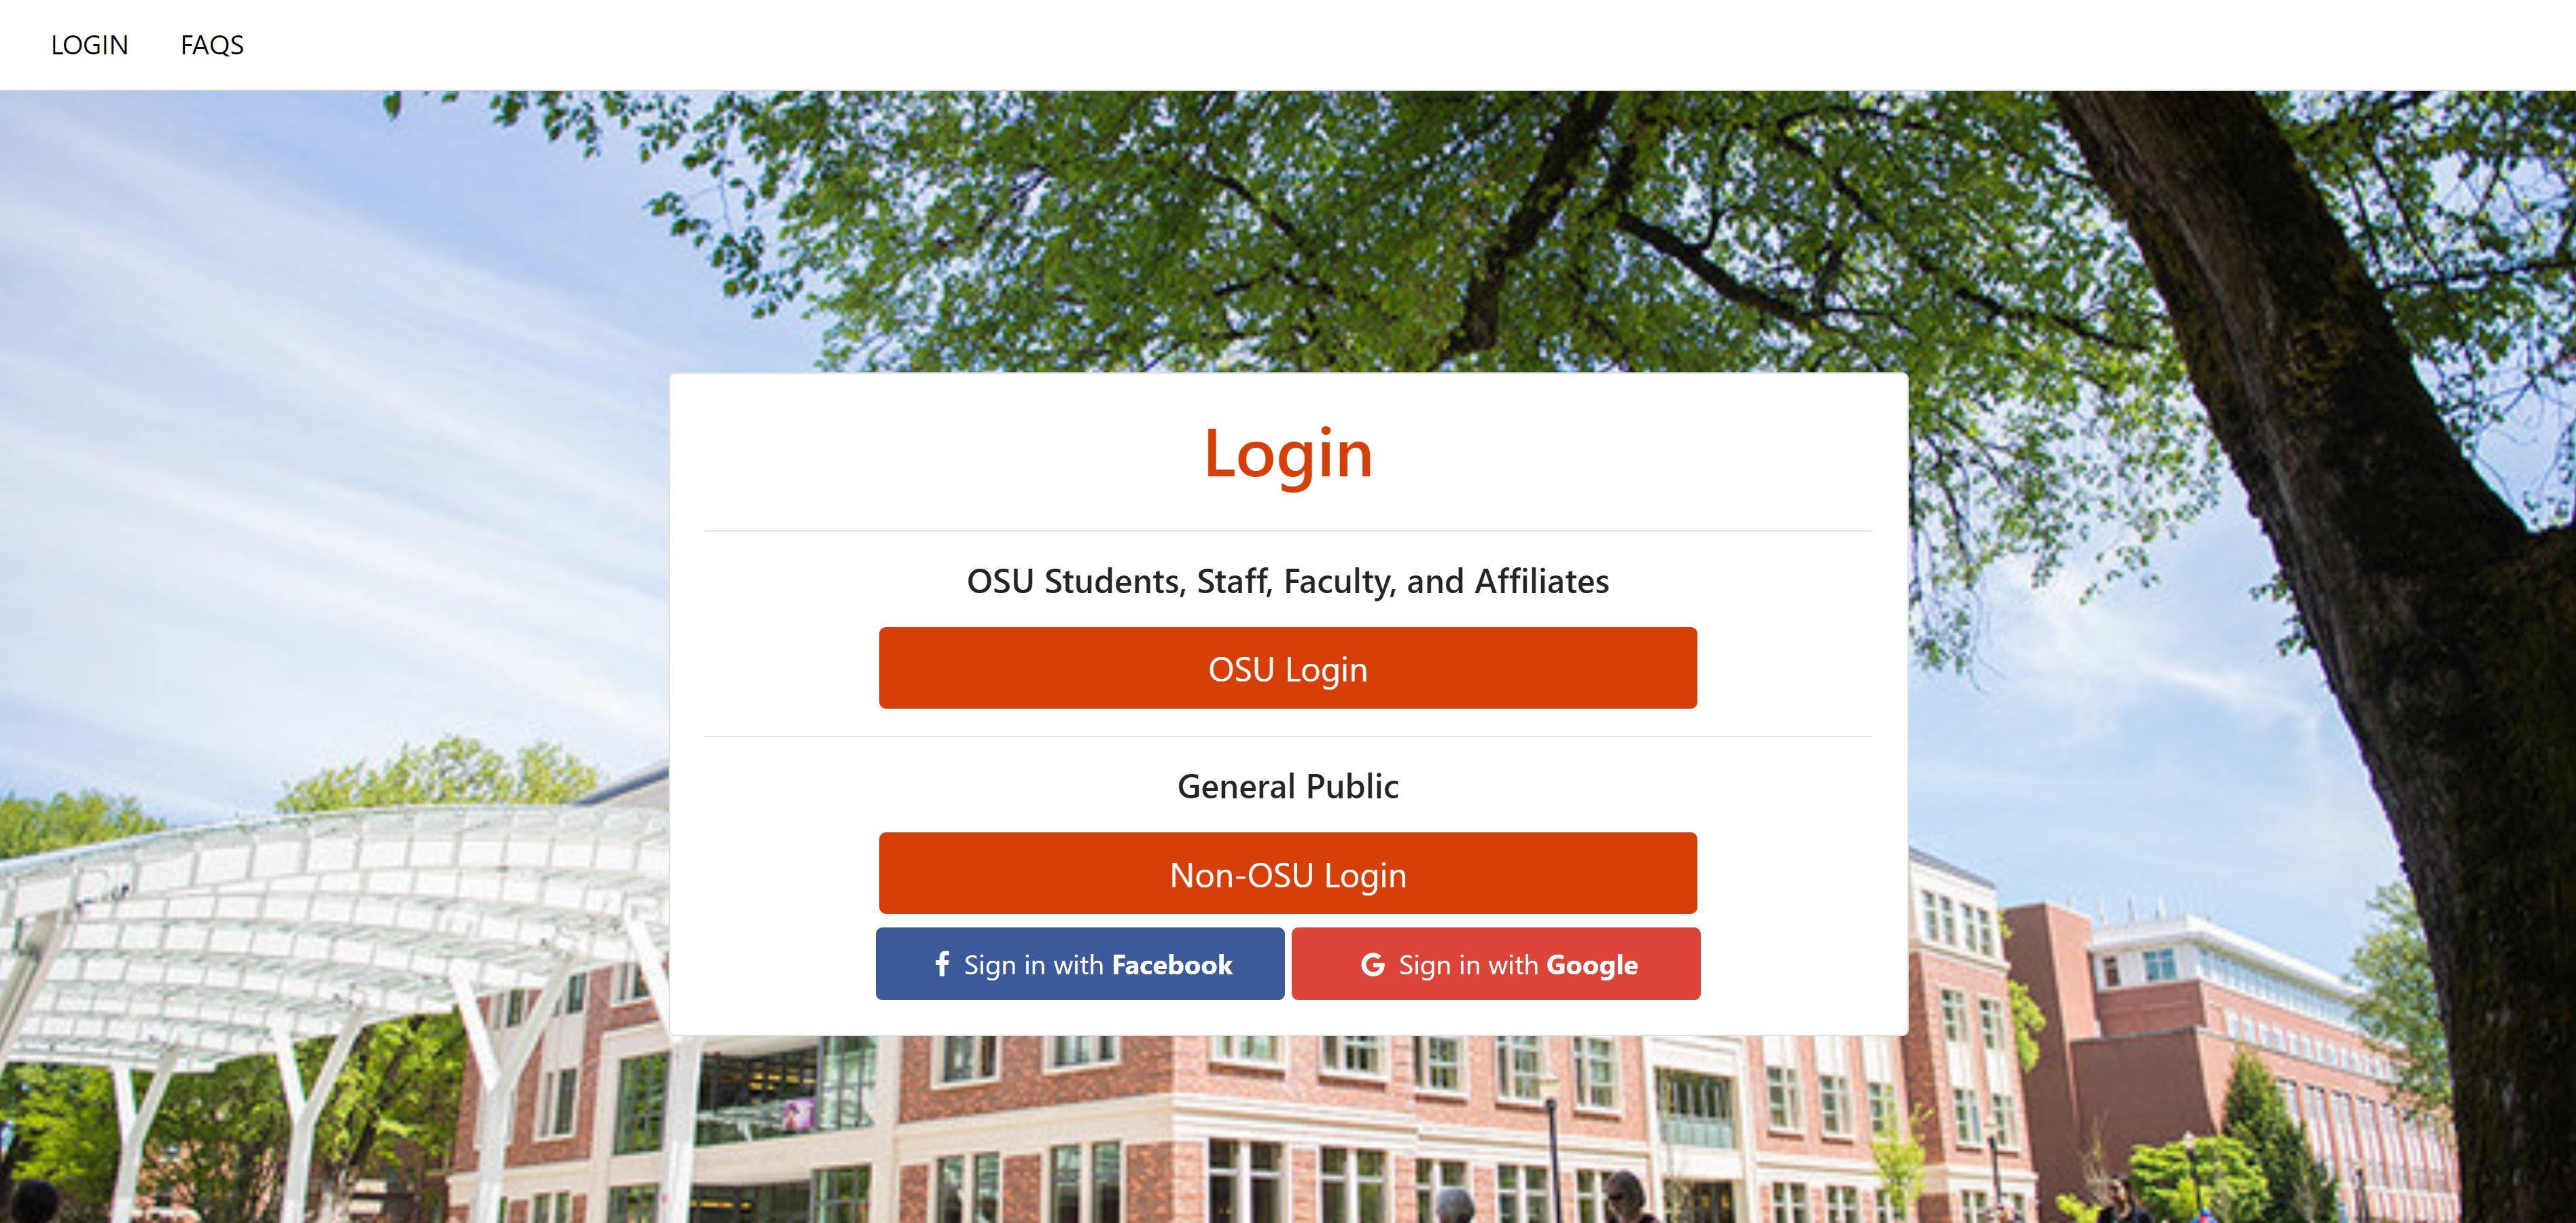 LOGIN FAQS
Login
OSU Students, Staff, Faculty, and Affiliates
OSU Login
General Public
Non-OSU Login
Sign in with Facebook
Sign in with Google